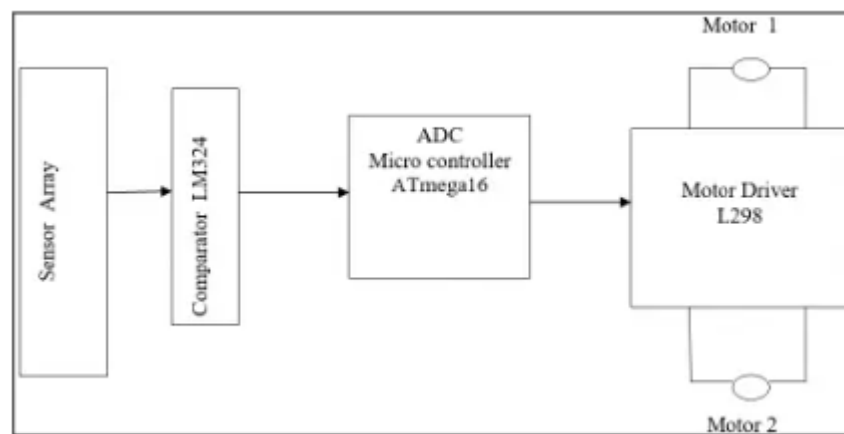 Sensor Array
Comparator LM324
ADC
Micro controller
ATmega16
Motor 1
Motor Driver
L298
Motor 2